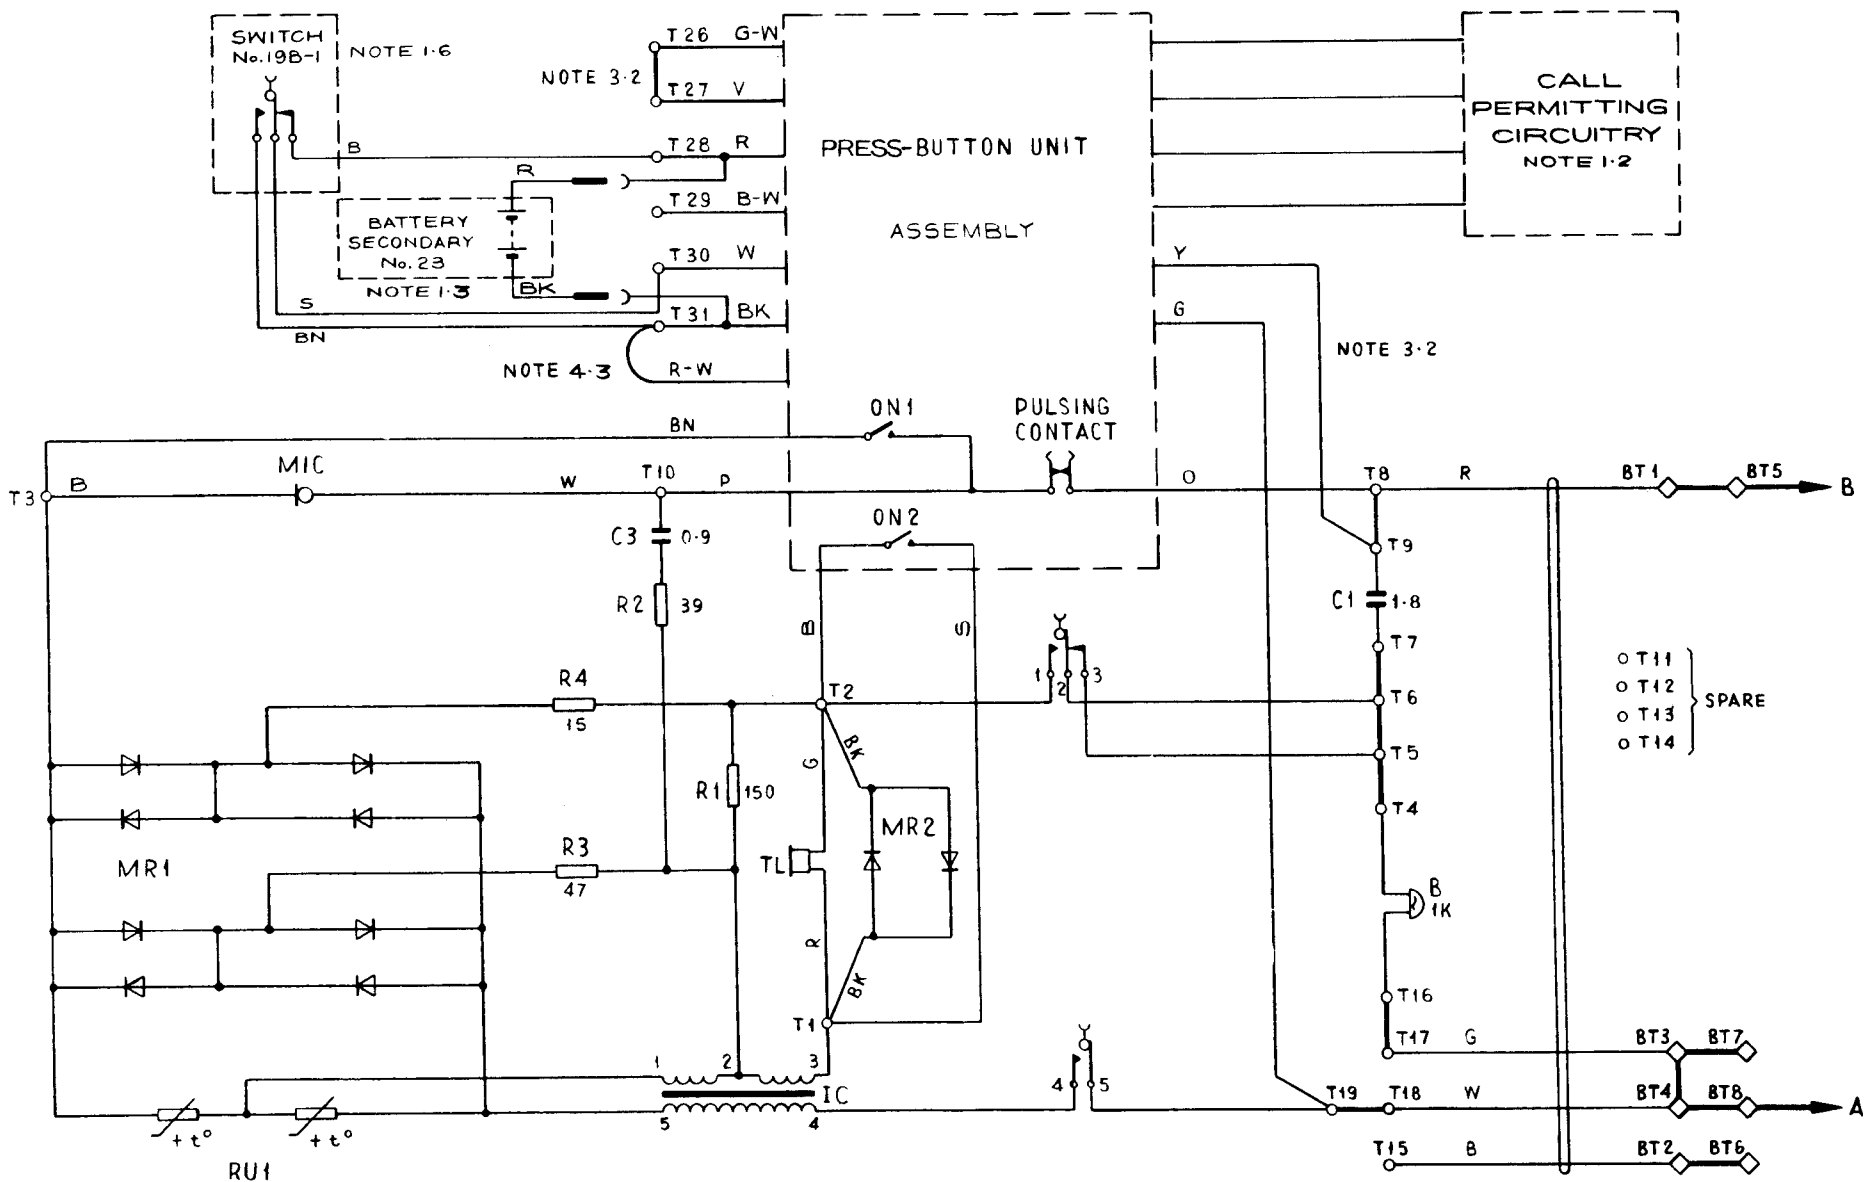 SWITCH
No.19B-1
NOTE 1·6
NOTE 3·2
T26 G-W
T27 V
B
T28 R
R
T29 B-W
BATTERY
SECONDARY
No.23
NOTE 1·3
BK
T30 W
S
T31 BK
BN
NOTE 4·3
R-W
PRESS-BUTTON UNIT
ASSEMBLY
CALL
PERMITTING
CIRCUITRY
NOTE 1·2
Y
G
NOTE 3·2
BN
ON1
PULSING
CONTACT
T3
B
MIC
W
T10
P
O
T8
R
BT1
BT5
B
ON2
C3
0·9
T9
R2
39
C1
1·8
B
S
T7
T11
T12
T13
T14
SPARE
R4
15
T2
1
2
3
T6
T5
T4
BK
G
R1
150
MR2
MR1
R3
47
TL
B
1K
R
BK
T16
T1
T17
G
BT3
BT7
1
2
3
IC
5
4
4
5
T19
T18
W
BT4
BT8
A
+t°
+t°
RU1
T15
B
BT2
BT6